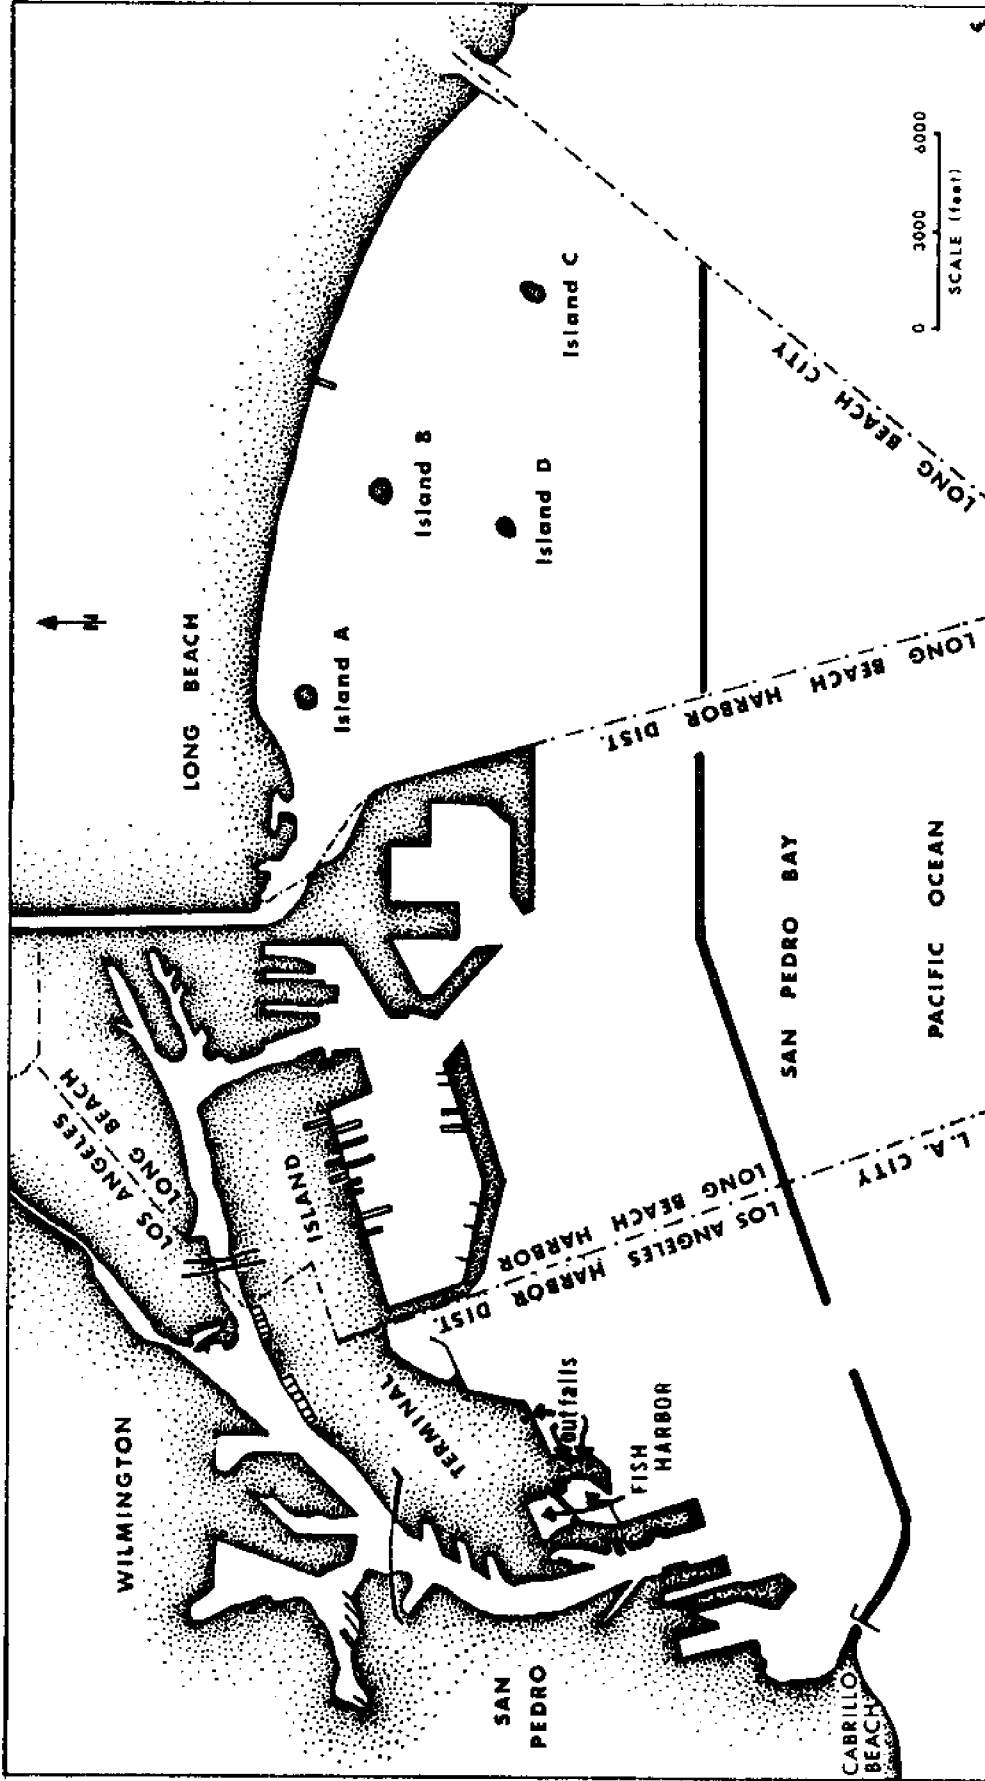 WILMINGTON
LONG BEACH
N
LOS ANGELES
LONG BEACH
SAN
PEDRO
TERMINAL
ISLAND
Island A
Island B
Island C
Island D
Outfalls
FISH
HARBOR
LOS ANGELES HARBOR DIST.
LONG BEACH HARBOR
LONG BEACH HARBOR DIST.
LONG BEACH CITY
L.A. CITY
CABRILLO
BEACH
SAN PEDRO BAY
PACIFIC OCEAN
0 3000 6000
SCALE (feet)